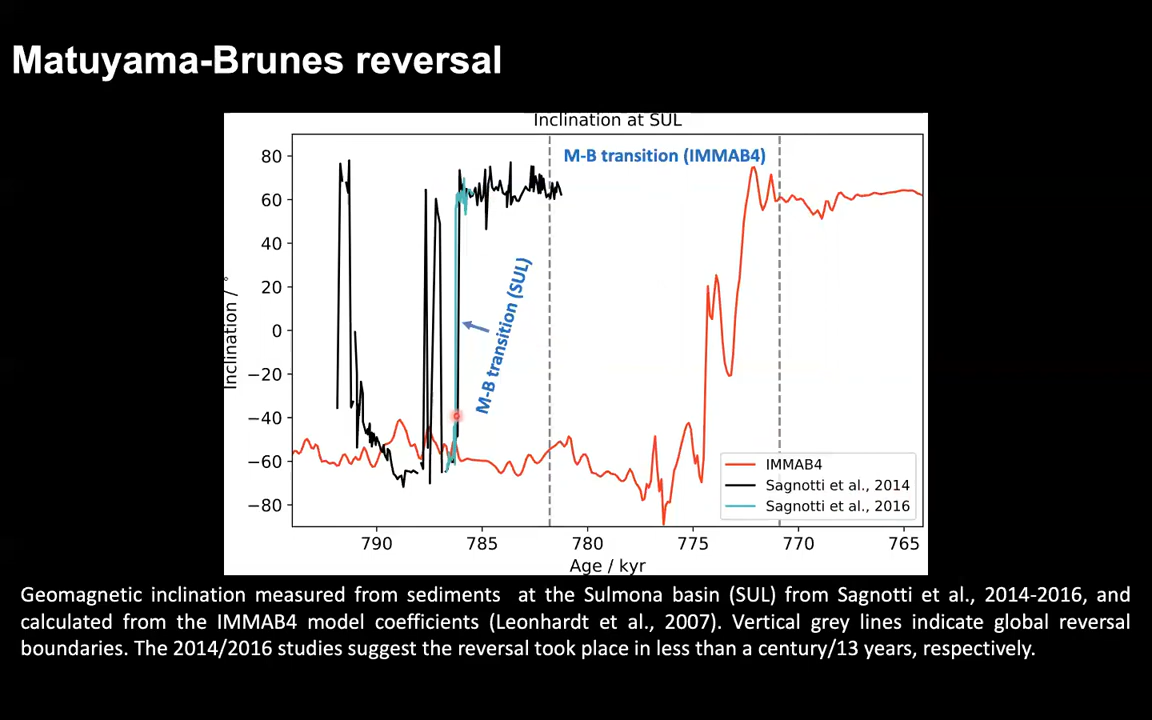 Matuyama-Brunes reversal
Inclination at SUL
M-B transition (IMMAB4)
80
60
40
20
0
−20
−40
−60
−80
Inclination / °
M-B transition (SUL)
IMMAB4
Sagnotti et al., 2014
Sagnotti et al., 2016
790 785 780 775 770 765
Age / kyr
Geomagnetic inclination measured from sediments at the Sulmona basin (SUL) from Sagnotti et al., 2014-2016, and
calculated from the IMMAB4 model coefficients (Leonhardt et al., 2007). Vertical grey lines indicate global reversal
boundaries. The 2014/2016 studies suggest the reversal took place in less than a century/13 years, respectively.